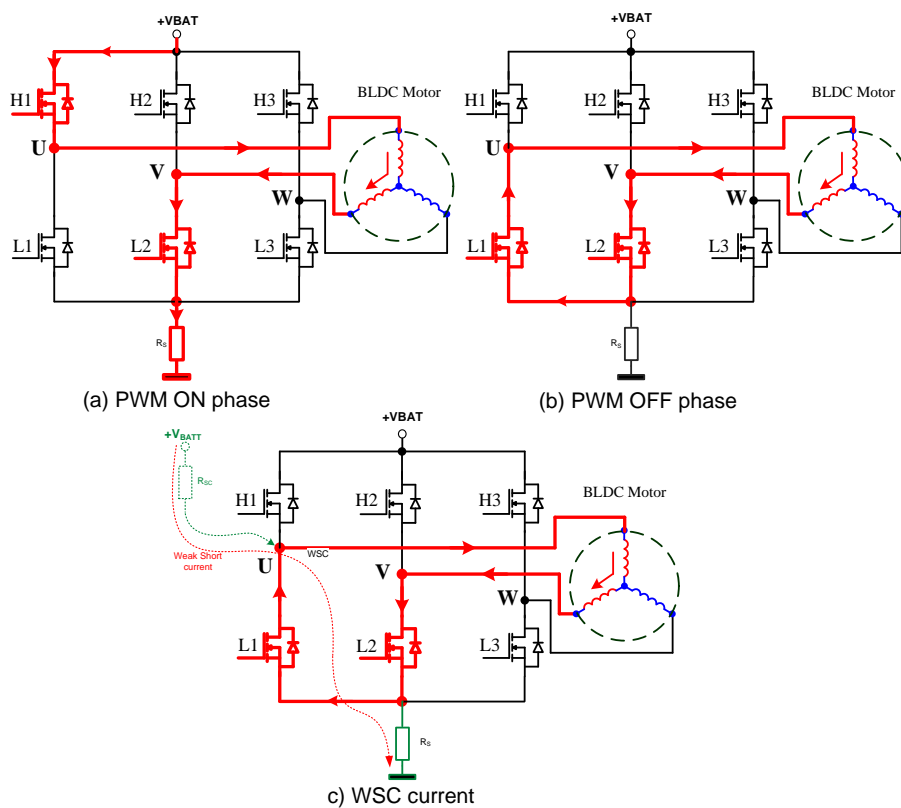 +VBAT
H1
H2
H3
BLDC Motor
U
V
W
L1
L2
L3
RS
(a) PWM ON phase
+VBAT
H1
H2
H3
BLDC Motor
U
V
W
L1
L2
L3
RS
(b) PWM OFF phase
+VBATT
RSC
Weak Short
current
+VBAT
H1
H2
H3
BLDC Motor
WSC
U
V
W
L1
L2
L3
RS
c) WSC current